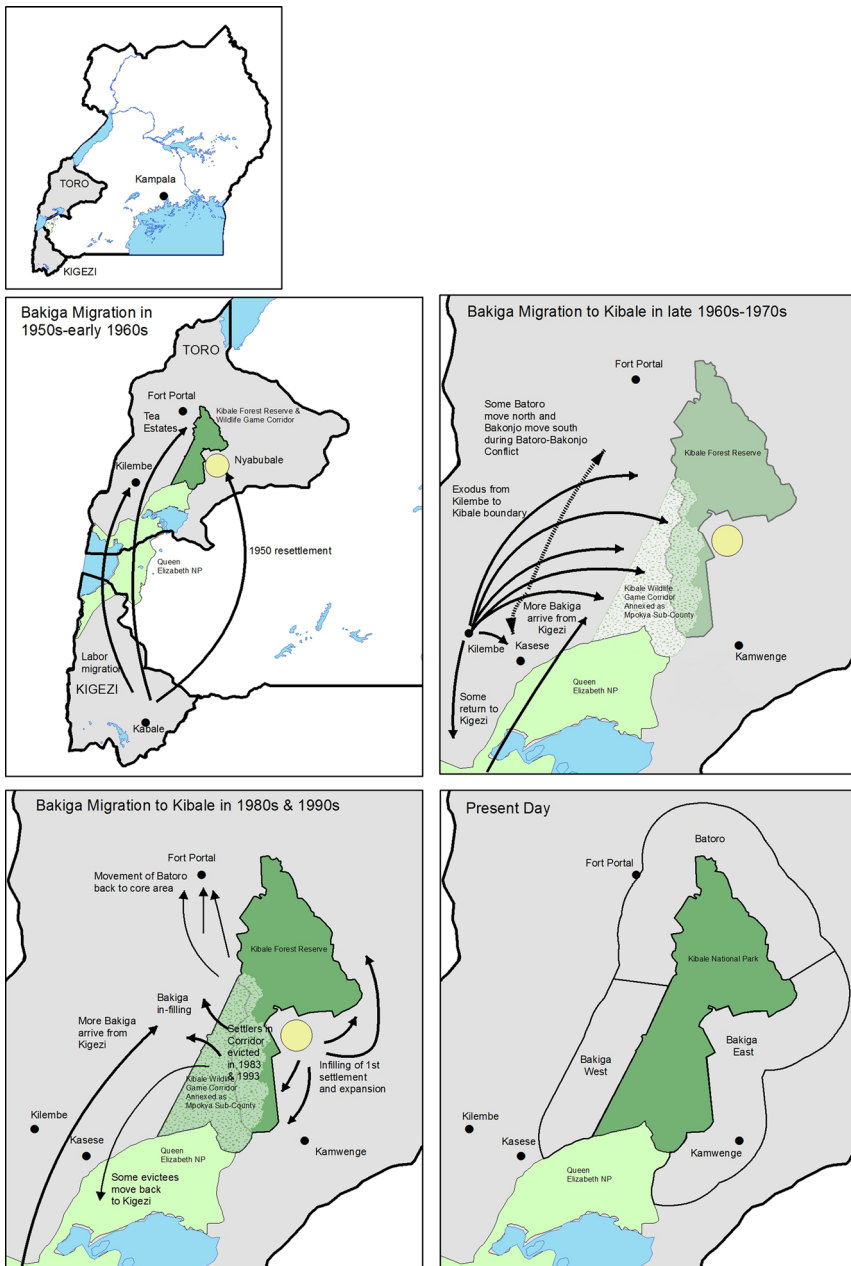 TORO
Kampala
KIGEZI
Bakiga Migration in
1950s-early 1960s
TORO
Fort Portal
Tea
Estates
Kibale Forest Reserve &
Wildlife Game Corridor
Kilembe
Nyabubale
1950 resettlement
Queen
Elizabeth NP
Labor
migration
KIGEZI
Kabale
Bakiga Migration to Kibale in late 1960s-1970s
Fort Portal
Some Batoro
move north and
Bakonjo move south
during Batoro-Bakonjo
Conflict
Kibale Forest Reserve
Exodus from
Kilembe to
Kibale boundary
Kibale Wildlife
Game Corridor
Annexed as
Mpokya Sub-County
More Bakiga
arrive from
Kigezi
Kilembe
Kasese
Kamwenge
Queen
Elizabeth NP
Some
return to
Kigezi
Bakiga Migration to Kibale in 1980s & 1990s
Fort Portal
Movement of Batoro
back to core area
Kibale Forest Reserve
Bakiga
in-filling
More Bakiga
arrive from
Kigezi
Settlers in
Corridor
evicted
in 1983
& 1993
Infilling of 1st
settlement
and expansion
Kibale Wildlife
Game Corridor
Annexed as
Mpokya Sub-County
Kilembe
Kasese
Kamwenge
Queen
Elizabeth NP
Some evictees
move back
to Kigezi
Present Day
Batoro
Fort Portal
Kibale National Park
Bakiga
East
Bakiga
West
Kilembe
Kasese
Kamwenge
Queen
Elizabeth NP